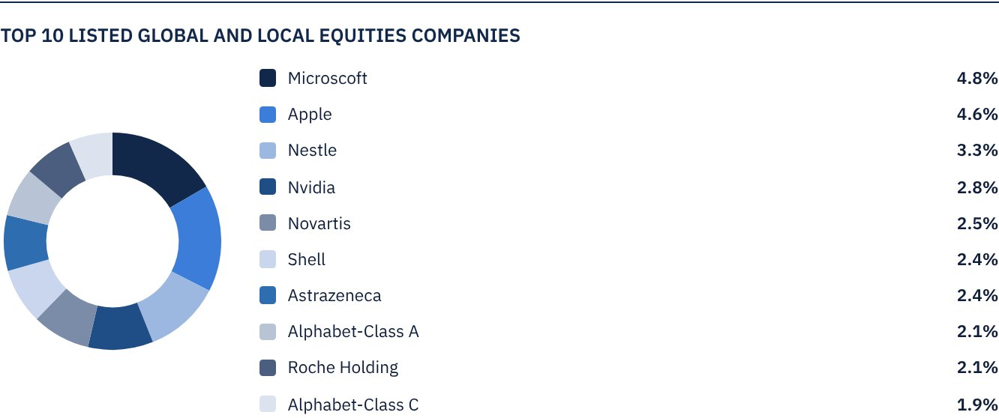 TOP 10 LISTED GLOBAL AND LOCAL EQUITIES COMPANIES
Microscoft 4.8%
Apple 4.6%
Nestle 3.3%
Nvidia 2.8%
Novartis 2.5%
Shell 2.4%
Astrazeneca 2.4%
Alphabet-Class A 2.1%
Roche Holding 2.1%
Alphabet-Class C 1.9%